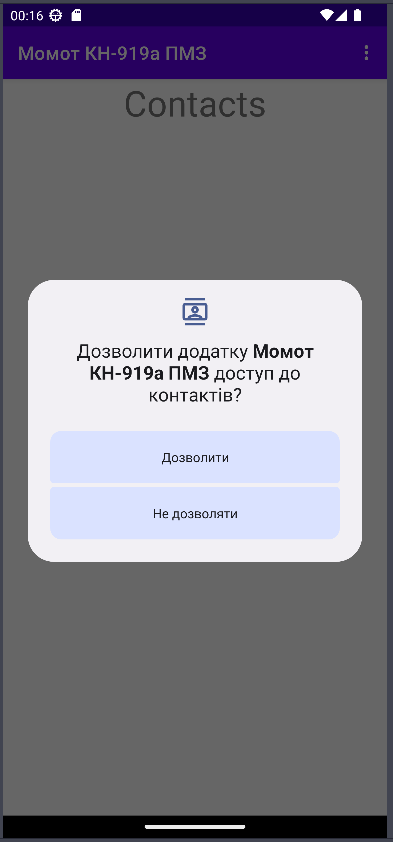 00:16
Момот КН-919а ПМЗ
Contacts
Дозволити додатку Момот
КН-919а ПМЗ доступ до
контактів?
Дозволити
Не дозволяти